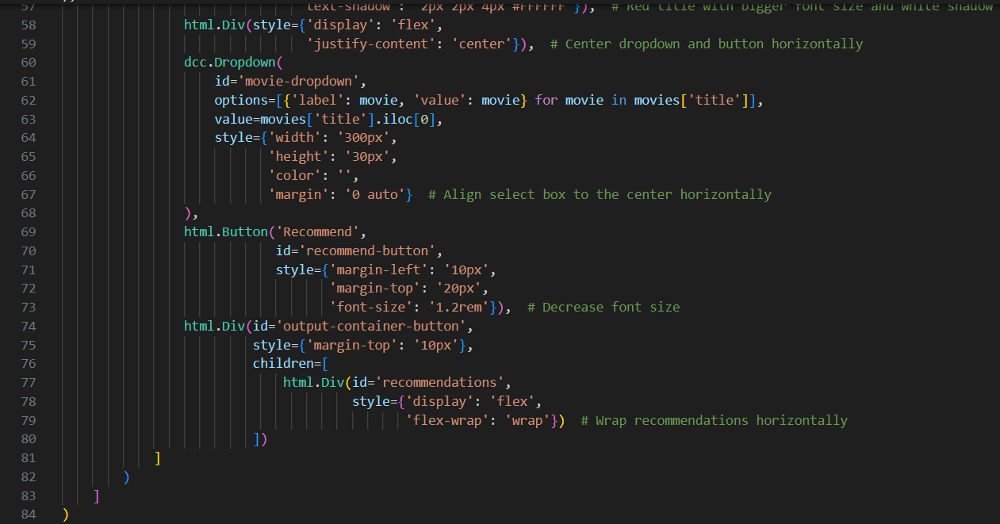 57 'text-shadow': '2px 2px 4px #FFFFFF'}), # Red title with bigger font size and white shadow
58 html.Div(style={'display': 'flex',
59 'justify-content': 'center'}), # Center dropdown and button horizontally
60 dcc.Dropdown(
61 id='movie-dropdown',
62 options=[{'label': movie, 'value': movie} for movie in movies['title']],
63 value=movies['title'].iloc[0],
64 style={'width': '300px',
65 'height': '30px',
66 'color': '',
67 'margin': '0 auto'} # Align select box to the center horizontally
68 ),
69 html.Button('Recommend',
70 id='recommend-button',
71 style={'margin-left': '10px',
72 'margin-top': '20px',
73 'font-size': '1.2rem'}), # Decrease font size
74 html.Div(id='output-container-button',
75 style={'margin-top': '10px'},
76 children=[
77 html.Div(id='recommendations',
78 style={'display': 'flex',
79 'flex-wrap': 'wrap'}) # Wrap recommendations horizontally
80 ])
81 ]
82 )
83 ]
84 )